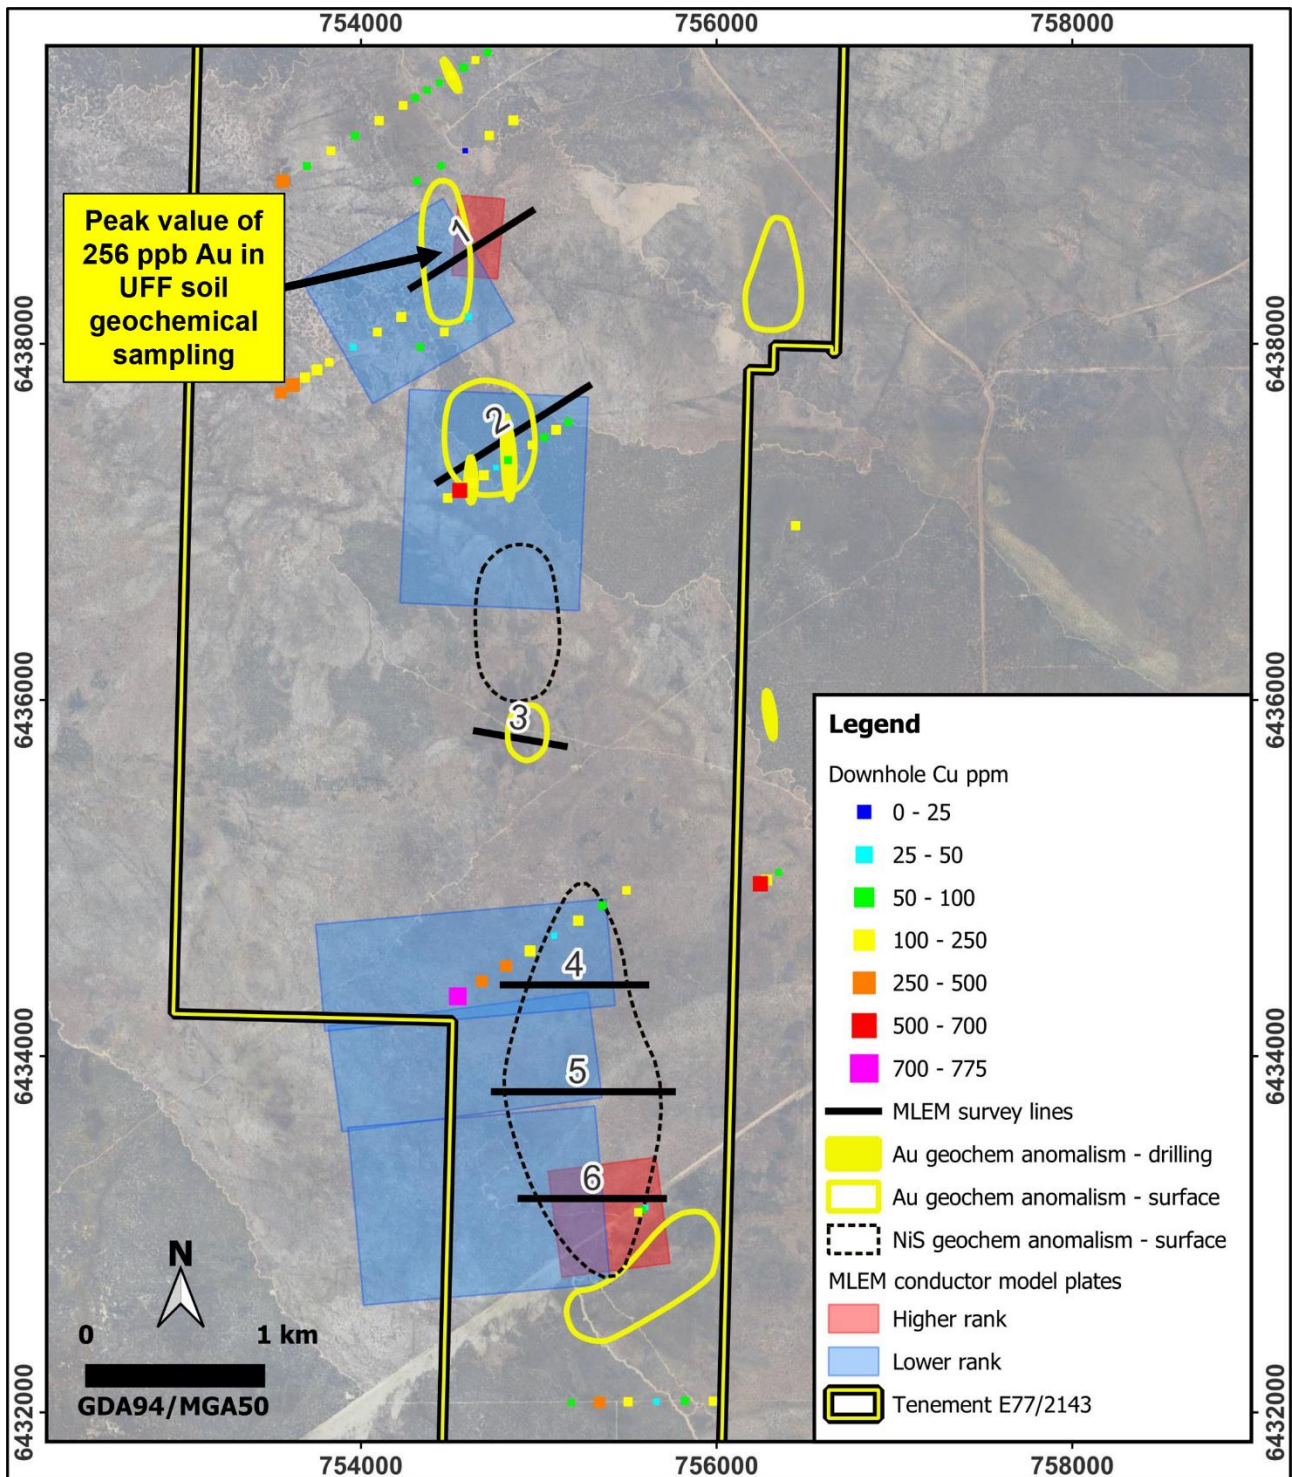 754000
756000
758000
Peak value of
256 ppb Au in
UFF soil
geochemical
sampling
1
6438000
6438000
2
3
6436000
6436000
Legend
Downhole Cu ppm
0 - 25
25 - 50
50 - 100
100 - 250
250 - 500
500 - 700
700 - 775
MLEM survey lines
Au geochem anomalism - drilling
Au geochem anomalism - surface
NiS geochem anomalism - surface
MLEM conductor model plates
Higher rank
Lower rank
Tenement E77/2143
4
5
6
6434000
6434000
N
0
1 km
GDA94/MGA50
6432000
6432000
754000
756000
758000